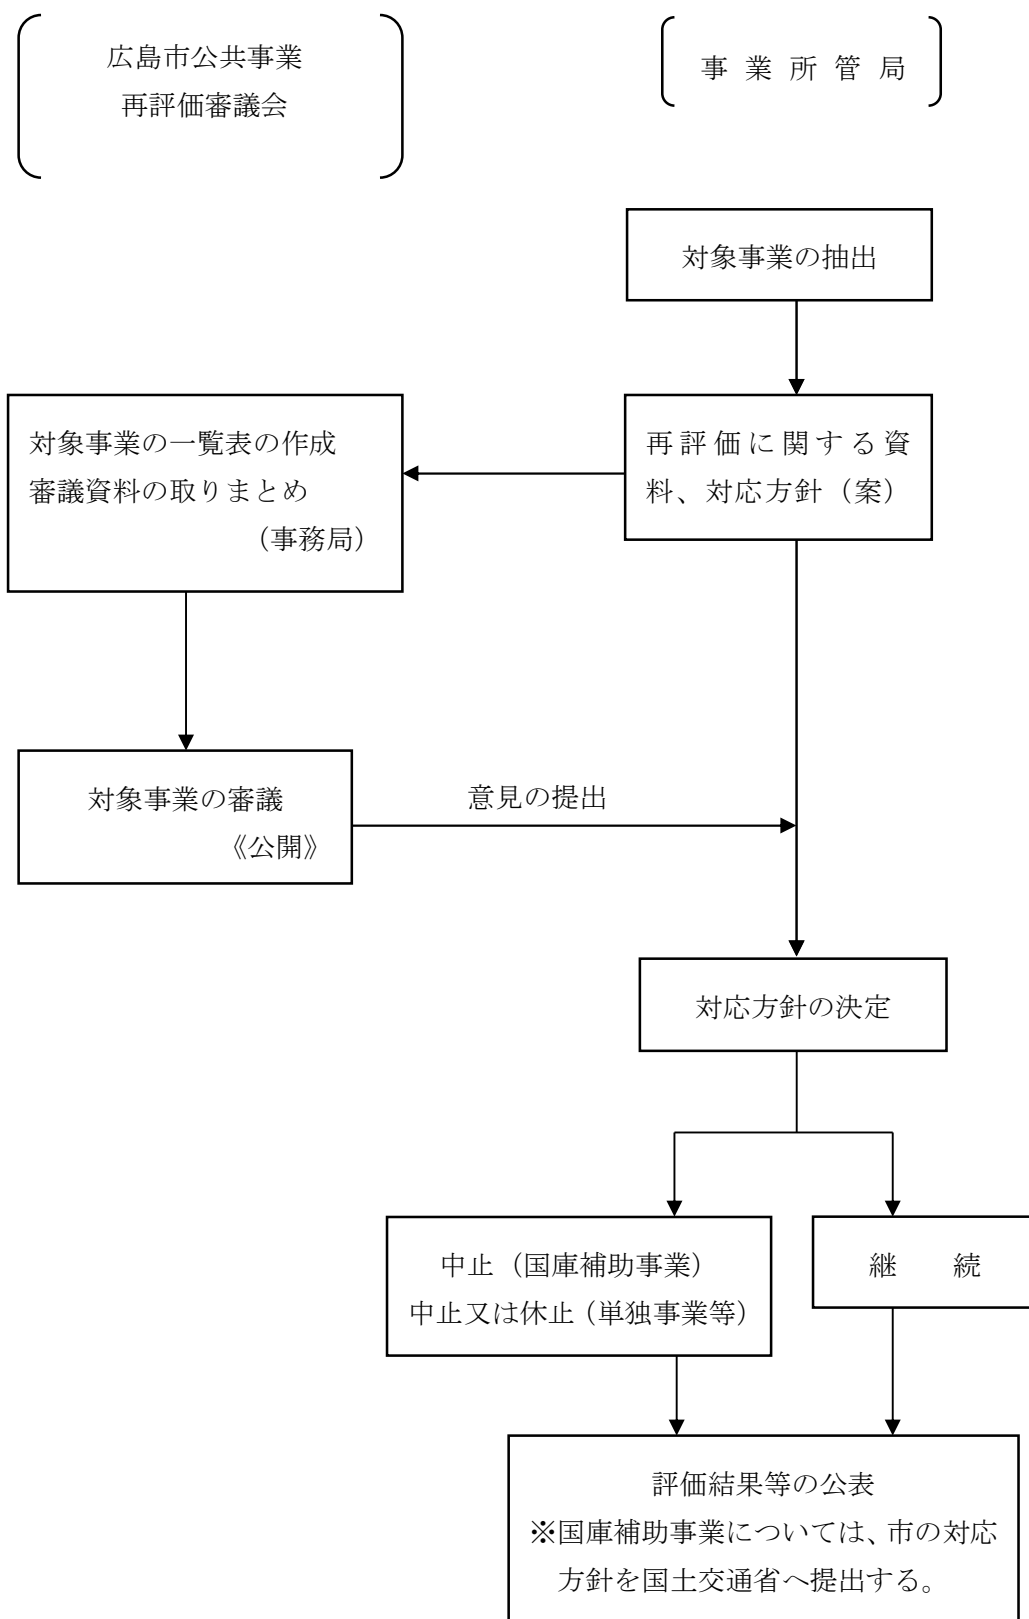 広島市公共事業
再評価審議会
事業所管局
対象事業の抽出
対象事業の一覧表の作成
審議資料の取りまとめ
（事務局）
再評価に関する資
料、対応方針（案）
対象事業の審議
《公開》
意見の提出
対応方針の決定
中止（国庫補助事業）
中止又は休止（単独事業等）
継　　続
評価結果等の公表
※国庫補助事業については、市の対応
方針を国土交通省へ提出する。